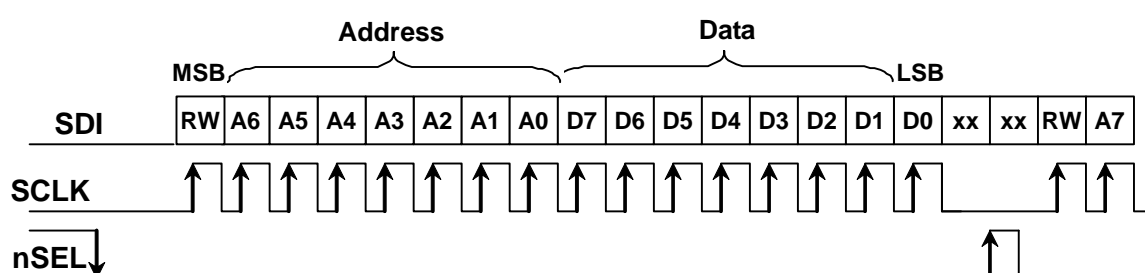 Address Data
MSB LSB
SDI RW A6 A5 A4 A3 A2 A1 A0 D7 D6 D5 D4 D3 D2 D1 D0 xx xx RW A7
SCLK
nSEL